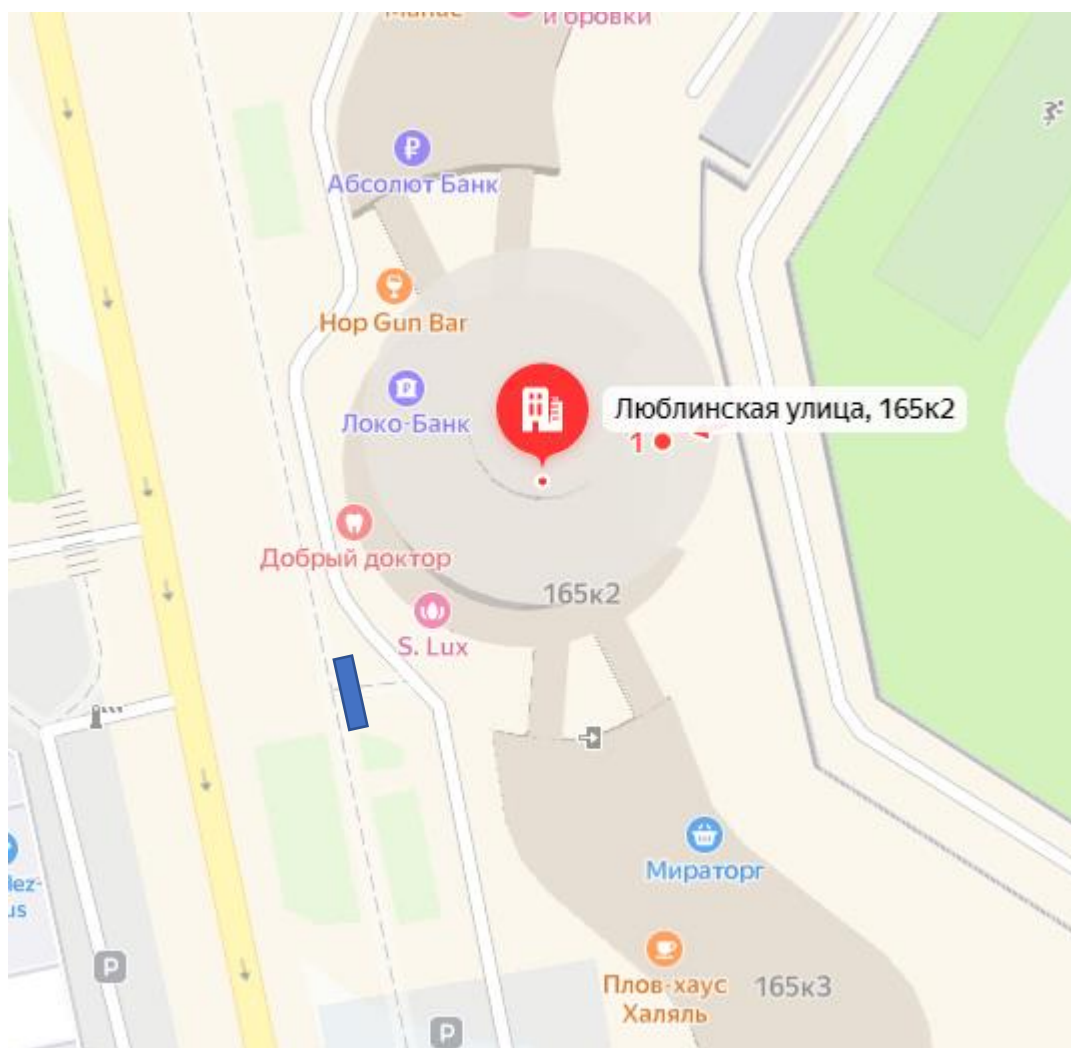 и бровки
Абсолют Банк
Hop Gun Bar
Локо-Банк
Люблинская улица, 165к2
1
Добрый доктор
165к2
S. Lux
Мираторг
P
Плов-хаус
Халяль
165к3
P